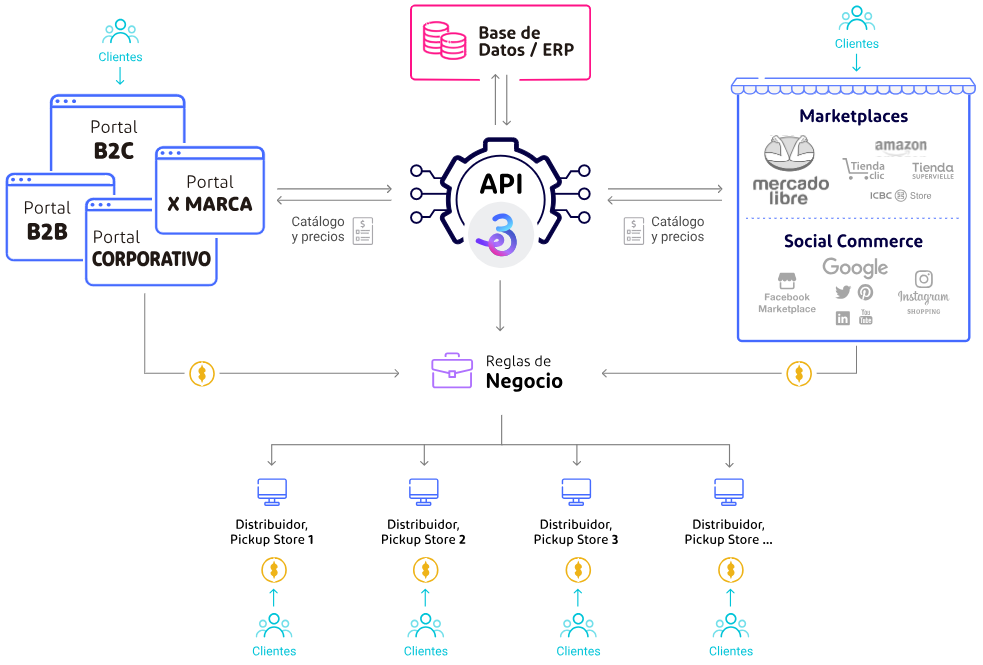 Clientes
Base de
Datos / ERP
Clientes
Portal
B2C
Portal
X MARCA
Portal
B2B
Portal
CORPORATIVO
Catálogo
y precios
$
API
Catálogo
y precios
$
Marketplaces
mercado
libre
amazon
Tienda
clic
Tienda
SUPERVIELLE
ICBC Store
Social Commerce
Google
Facebook
Marketplace
in
You
Tube
Instagram
SHOPPING
Reglas de
Negocio
Distribuidor,
Pickup Store 1
Distribuidor,
Pickup Store 2
Distribuidor,
Pickup Store 3
Distribuidor,
Pickup Store ...
Clientes
Clientes
Clientes
Clientes